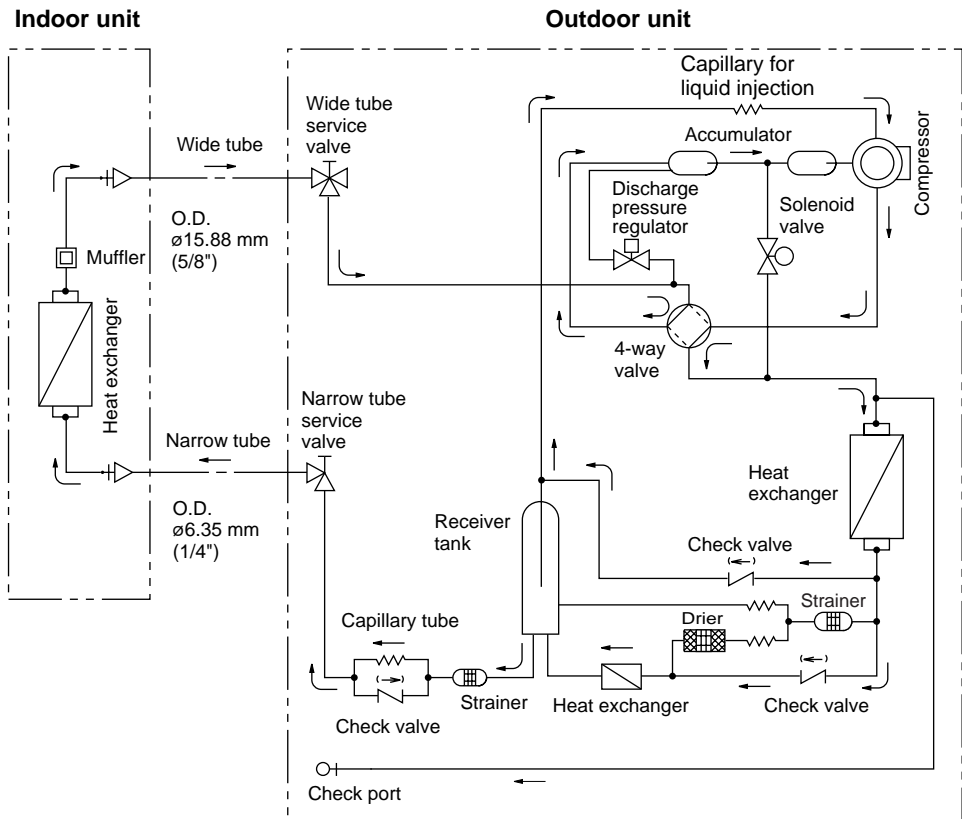 Indoor unit
Outdoor unit
Capillary for
liquid injection
Wide tube
service
valve
Wide tube
Accumulator
Compressor
Discharge
pressure
regulator
Solenoid
valve
O.D.
ø15.88 mm
(5/8")
Muffler
Heat exchanger
4-way
valve
Narrow tube
service
valve
Narrow tube
Heat
exchanger
O.D.
ø6.35 mm
(1/4")
Receiver
tank
Check valve
Strainer
Capillary tube
Drier
Strainer
Heat exchanger
Check valve
Check valve
Check port